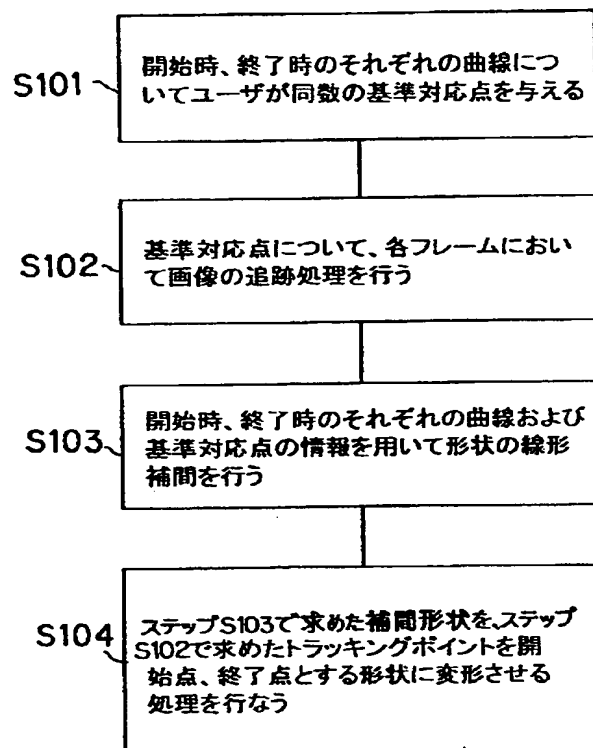 S101
開始時、終了時のそれぞれの曲線につ
いてユーザが同数の基準対応点を与える
S102
基準対応点について、各フレームにおい
て画像の追跡処理を行う
S103
開始時、終了時のそれぞれの曲線および
基準対応点の情報を用いて形状の線形
補間を行う
S104
ステップS103で求めた補間形状を、ステップ
S102で求めたトラッキングポイントを開
始点、終了点とする形状に変形させる
処理を行なう